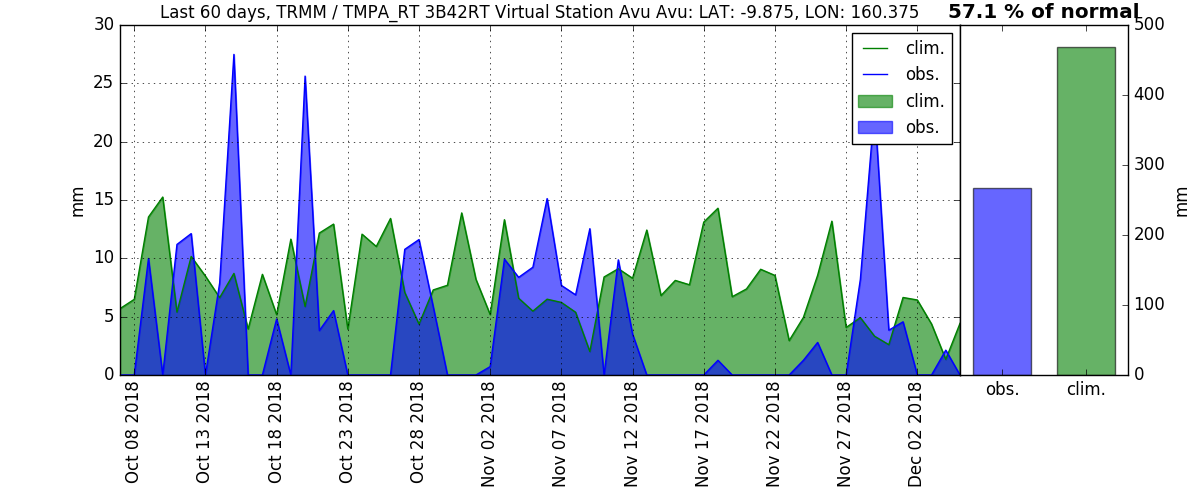 Last 60 days, TRMM / TMPA_RT 3B42RT Virtual Station Avu Avu: LAT: -9.875, LON: 160.375
57.1 % of normal
30
25
20
15
10
5
0
mm
clim.
obs.
clim.
obs.
Oct 08 2018
Oct 13 2018
Oct 18 2018
Oct 23 2018
Oct 28 2018
Nov 02 2018
Nov 07 2018
Nov 12 2018
Nov 17 2018
Nov 22 2018
Nov 27 2018
Dec 02 2018
500
400
300
200
100
0
mm
obs.
clim.